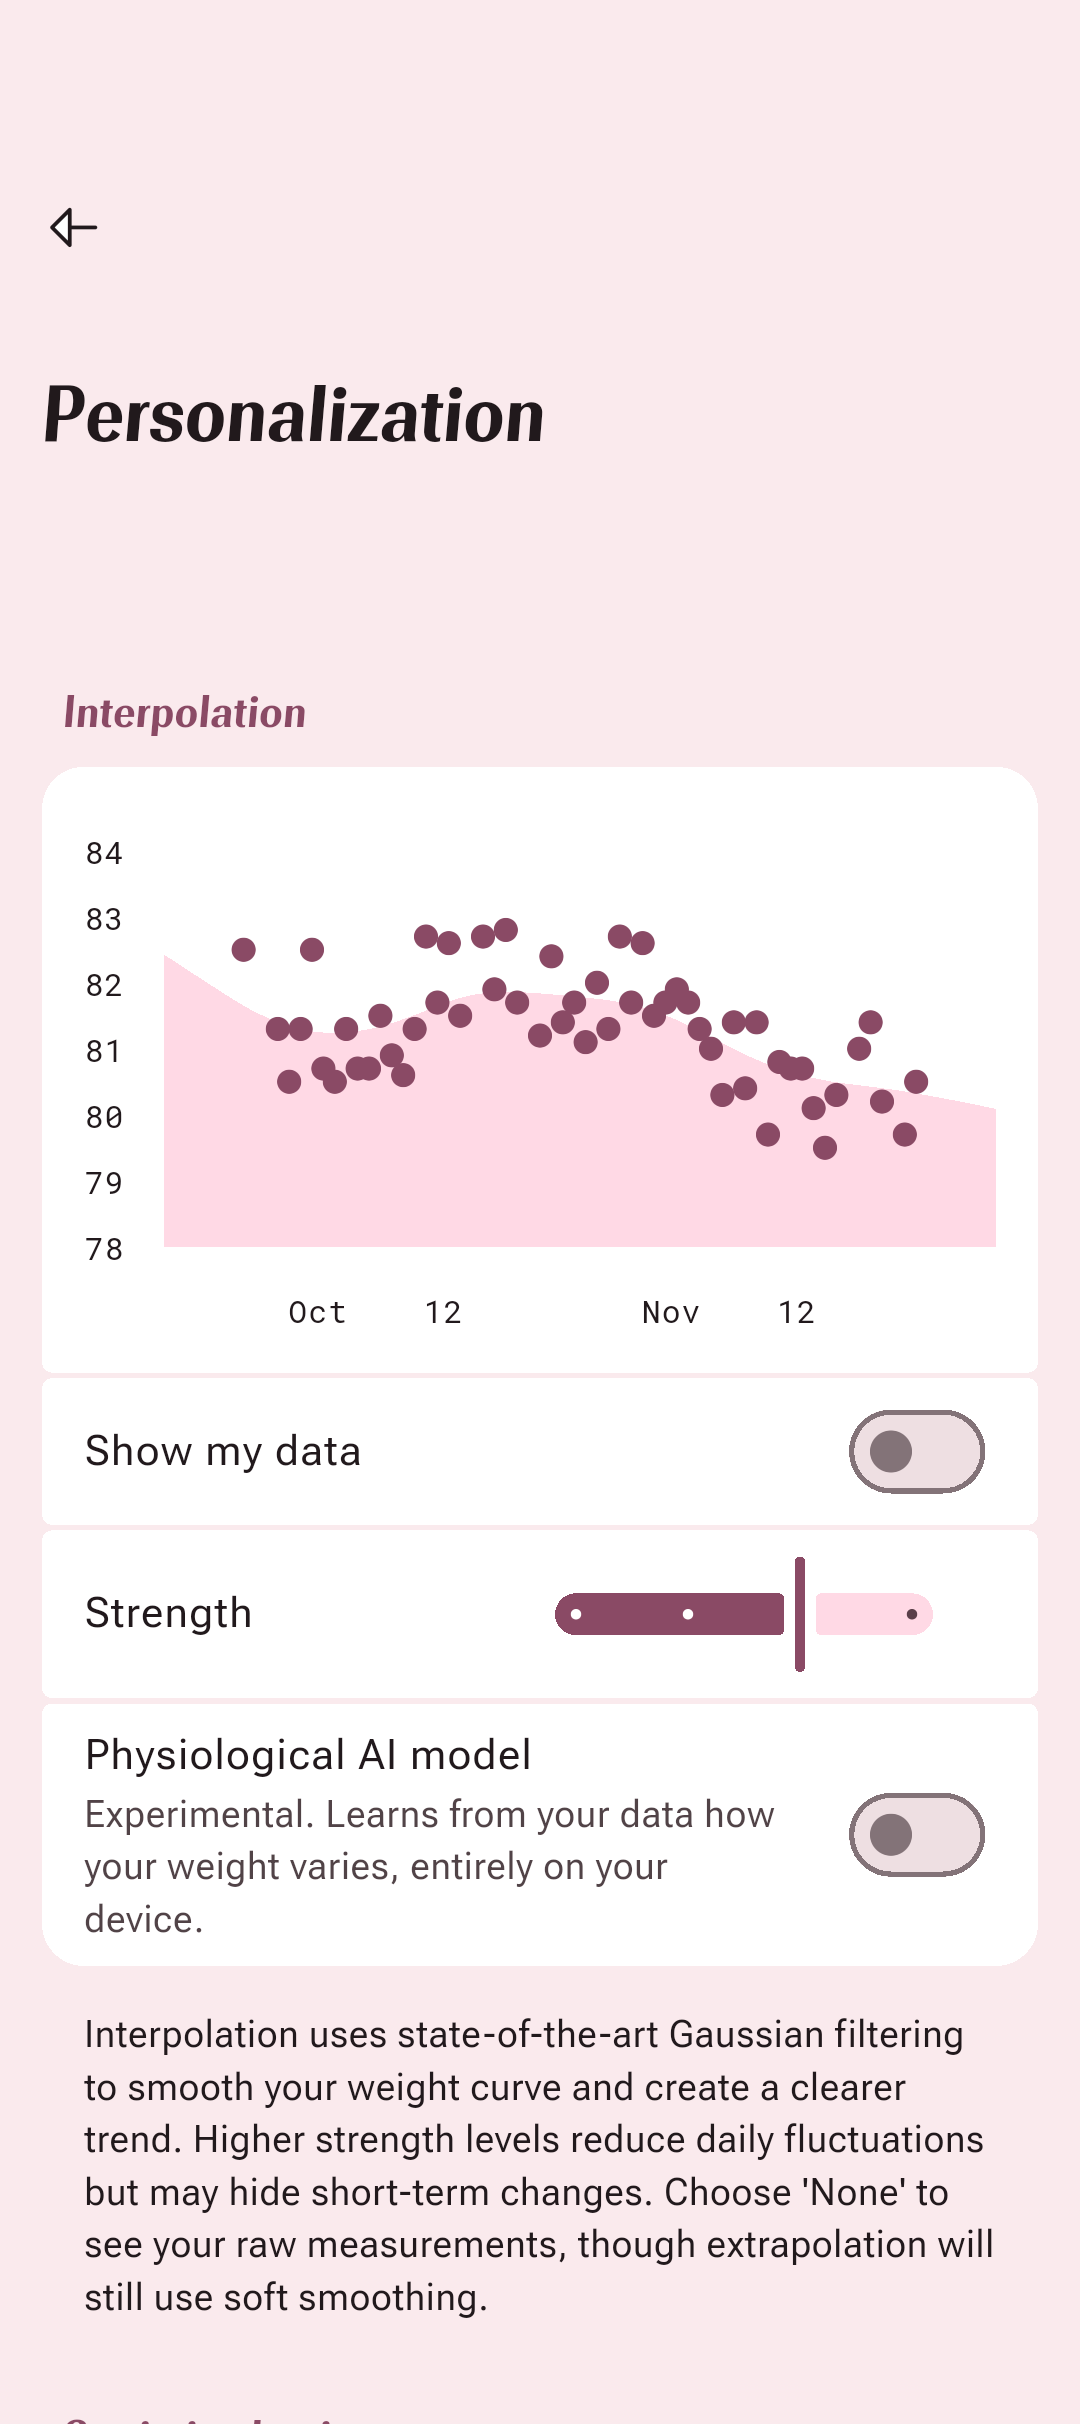 Personalization
Interpolation
84
83
82
81
80
79
78
Oct 12 Nov 12
Show my data
Strength
Physiological AI model
Experimental. Learns from your data how
your weight varies, entirely on your
device.
Interpolation uses state-of-the-art Gaussian filtering
to smooth your weight curve and create a clearer
trend. Higher strength levels reduce daily fluctuations
but may hide short-term changes. Choose 'None' to
see your raw measurements, though extrapolation will
still use soft smoothing.